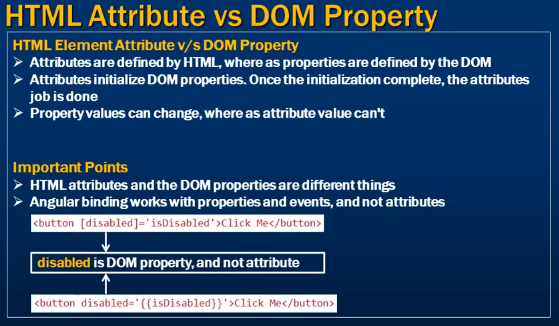 HTML Attribute vs DOM Property
HTML Element Attribute v/s DOM Property
➢ Attributes are defined by HTML, where as properties are defined by the DOM
➢ Attributes initialize DOM properties. Once the initialization complete, the attributes
job is done
➢ Property values can change, where as attribute value can't
Important Points
➢ HTML attributes and the DOM properties are different things
➢ Angular binding works with properties and events, and not attributes
<button [disabled]='isDisabled'>Click Me</button>
disabled is DOM property, and not attribute
<button disabled='{{isDisabled}}'>Click Me</button>